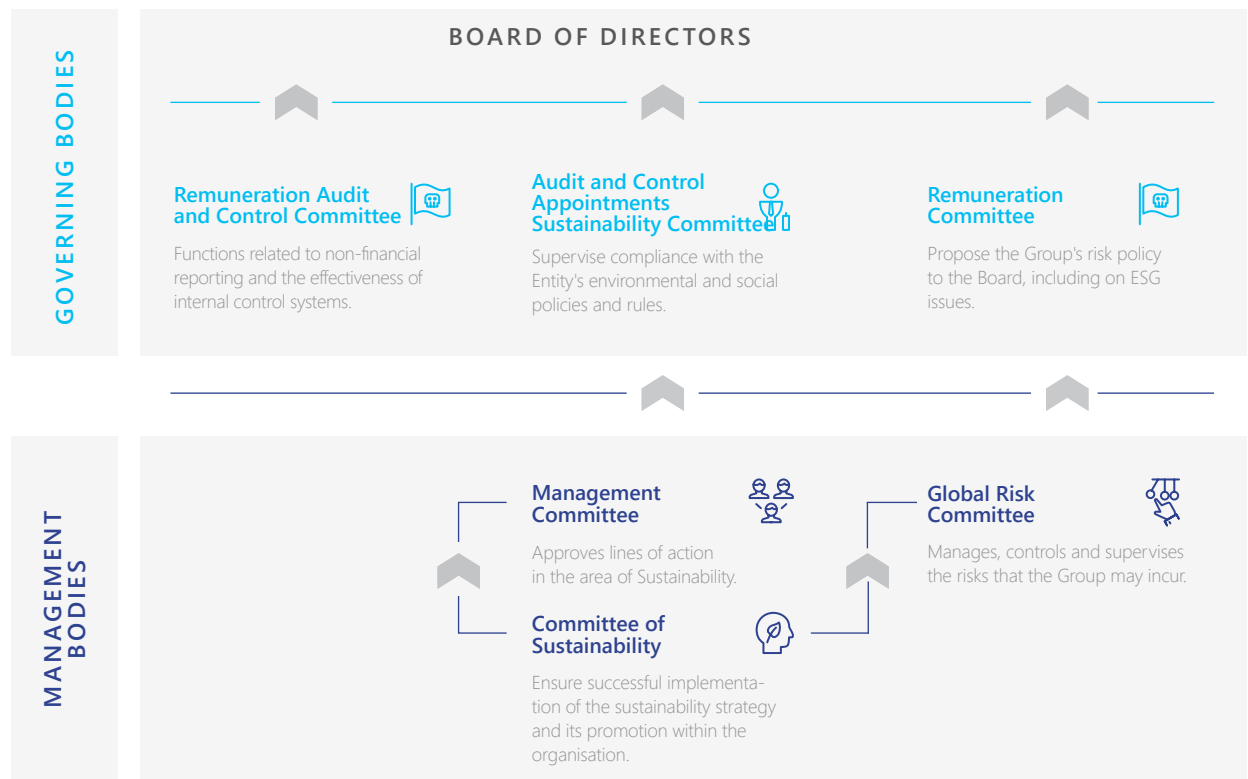 GOVERNING BODIES
BOARD OF DIRECTORS
Remuneration Audit
and Control Committee
Functions related to non-financial
reporting and the effectiveness of
internal control systems.
Audit and Control
Appointments
Sustainability Committee
Supervise compliance with the
Entity's environmental and social
policies and rules.
Remuneration
Committee
Propose the Group's risk policy
to the Board, including on ESG
issues.
MANAGEMENT
BODIES
Management
Committee
Approves lines of action
in the area of Sustainability.
Committee of
Sustainability
Ensure successful implementa-
tion of the sustainability strategy
and its promotion within the
organisation.
Global Risk
Committee
Manages, controls and supervises
the risks that the Group may incur.